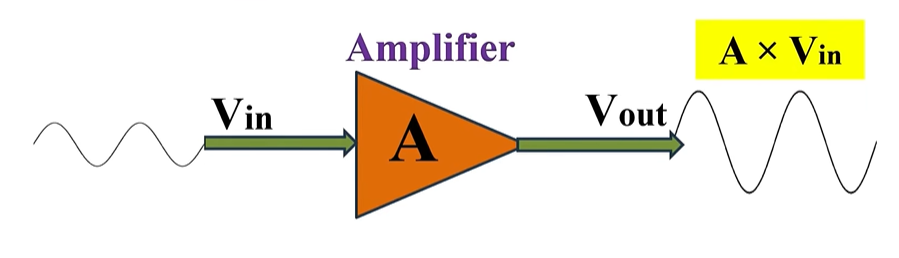 Amplifier
A × Vin
Vin
A
Vout